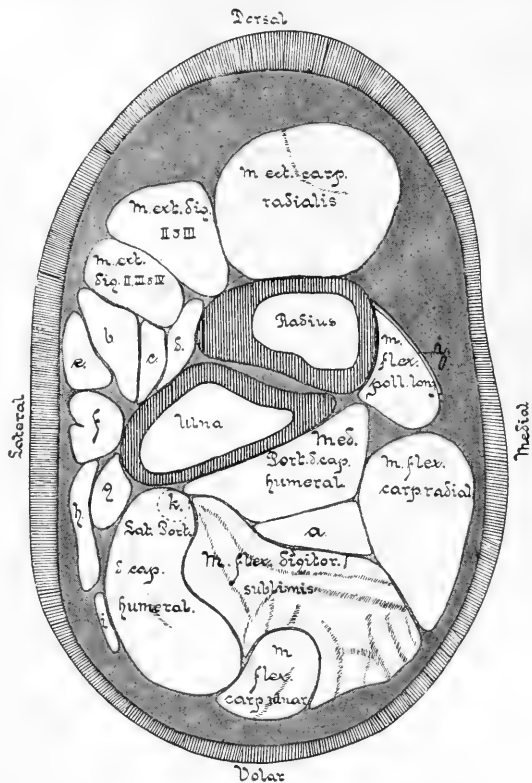 Dorsal
m. ext. carp.
radialis
m. ext. dig.
II & III
m. ext.
dig. II, III & IV
Radius
b
c.
d.
e.
m.
flex.
poll. long.
Lateral
Medial
f
Ulna
g
h
Med.
Port. d. cap.
humeral.
m. flex.
carp. radial.
k.
a.
Lat. Port.
d. cap.
humeral.
M. flex. digitor.
sublimis
i
m
flex.
carp. ulnar.
Volar